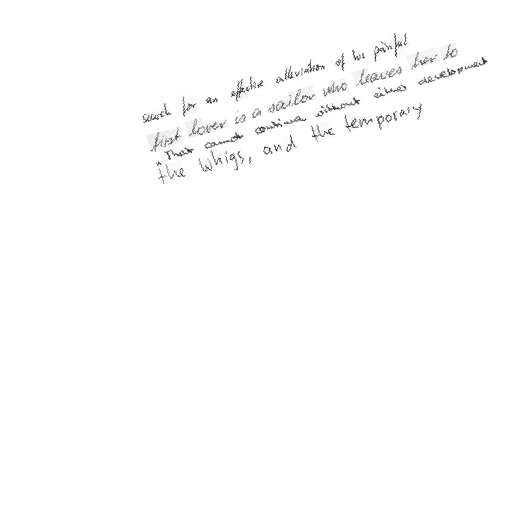 search for an effective alleviation of his painful
first lover is a sailor who leaves her to
" That cannot continue without either development
the Whigs, and the temporary